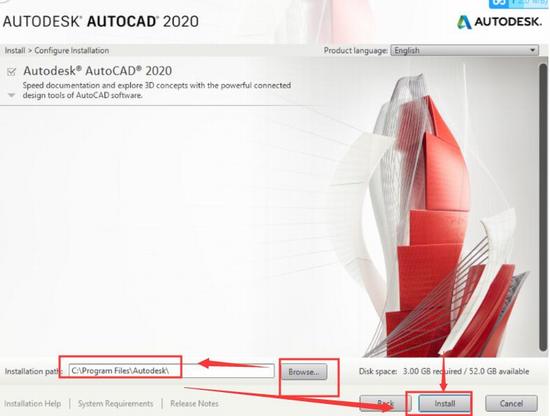 AUTODESK® AUTOCAD® 2020
AUTODESK.
Install > Configure Installation
Product language: English
Autodesk® AutoCAD® 2020
Speed documentation and explore 3D concepts with the powerful connected
design tools of AutoCAD software.
Installation path: C:\Program Files\Autodesk\
Browse...
Disk space: 3.00 GB required / 52.0 GB available
Installation Help | System Requirements | Release Notes
Back
Install
Cancel